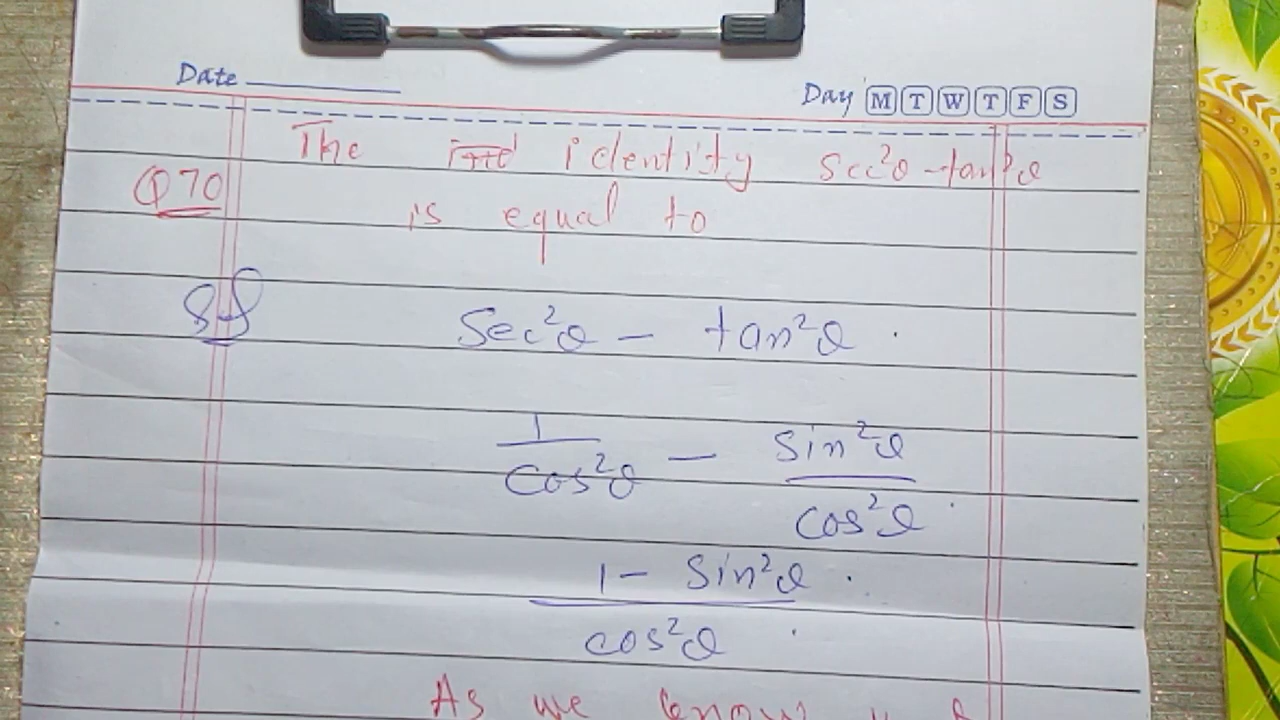 Date
Day M T W T F S
The identity Sec²θ - tan²θ
Q70
is equal to
Sol
Sec²θ - tan²θ .
1/cos²θ - Sin²θ/cos²θ .
1 - Sin²θ .
cos²θ
As we know